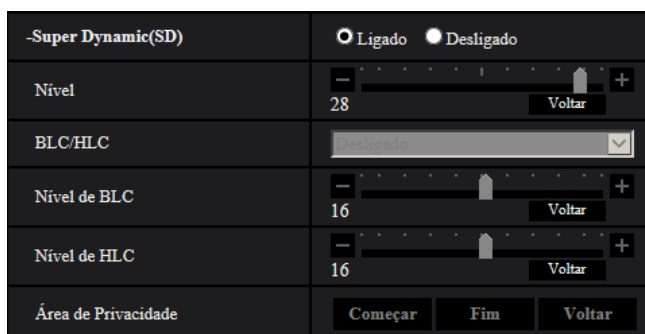 -Super Dynamic(SD) Ligado Desligado
Nível − +
28 Voltar
BLC/HLC Desligado
Nível de BLC − +
16 Voltar
Nível de HLC − +
16 Voltar
Área de Privacidade Começar Fim Voltar